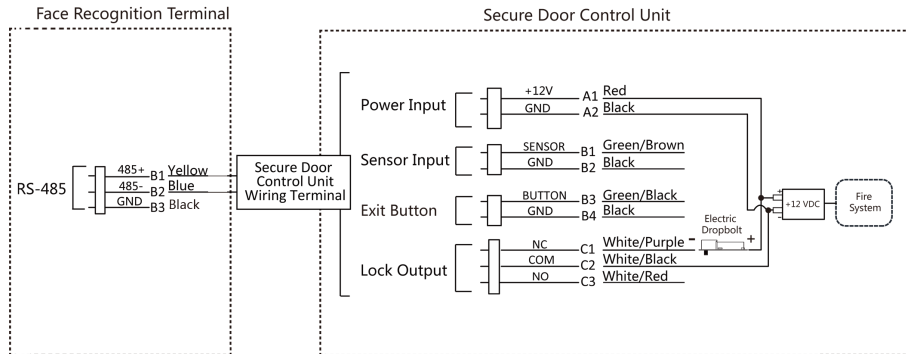 Face Recognition Terminal
Secure Door Control Unit
RS-485
485+ B1 Yellow
485- B2 Blue
GND B3 Black
Secure Door
Control Unit
Wiring Terminal
Power Input
+12V A1 Red
GND A2 Black
Sensor Input
SENSOR B1 Green/Brown
GND B2 Black
Exit Button
BUTTON B3 Green/Black
GND B4 Black
Lock Output
NC C1 White/Purple
COM C2 White/Black
NO C3 White/Red
Electric
Dropbolt
- +
+
+12 VDC
-
Fire
System